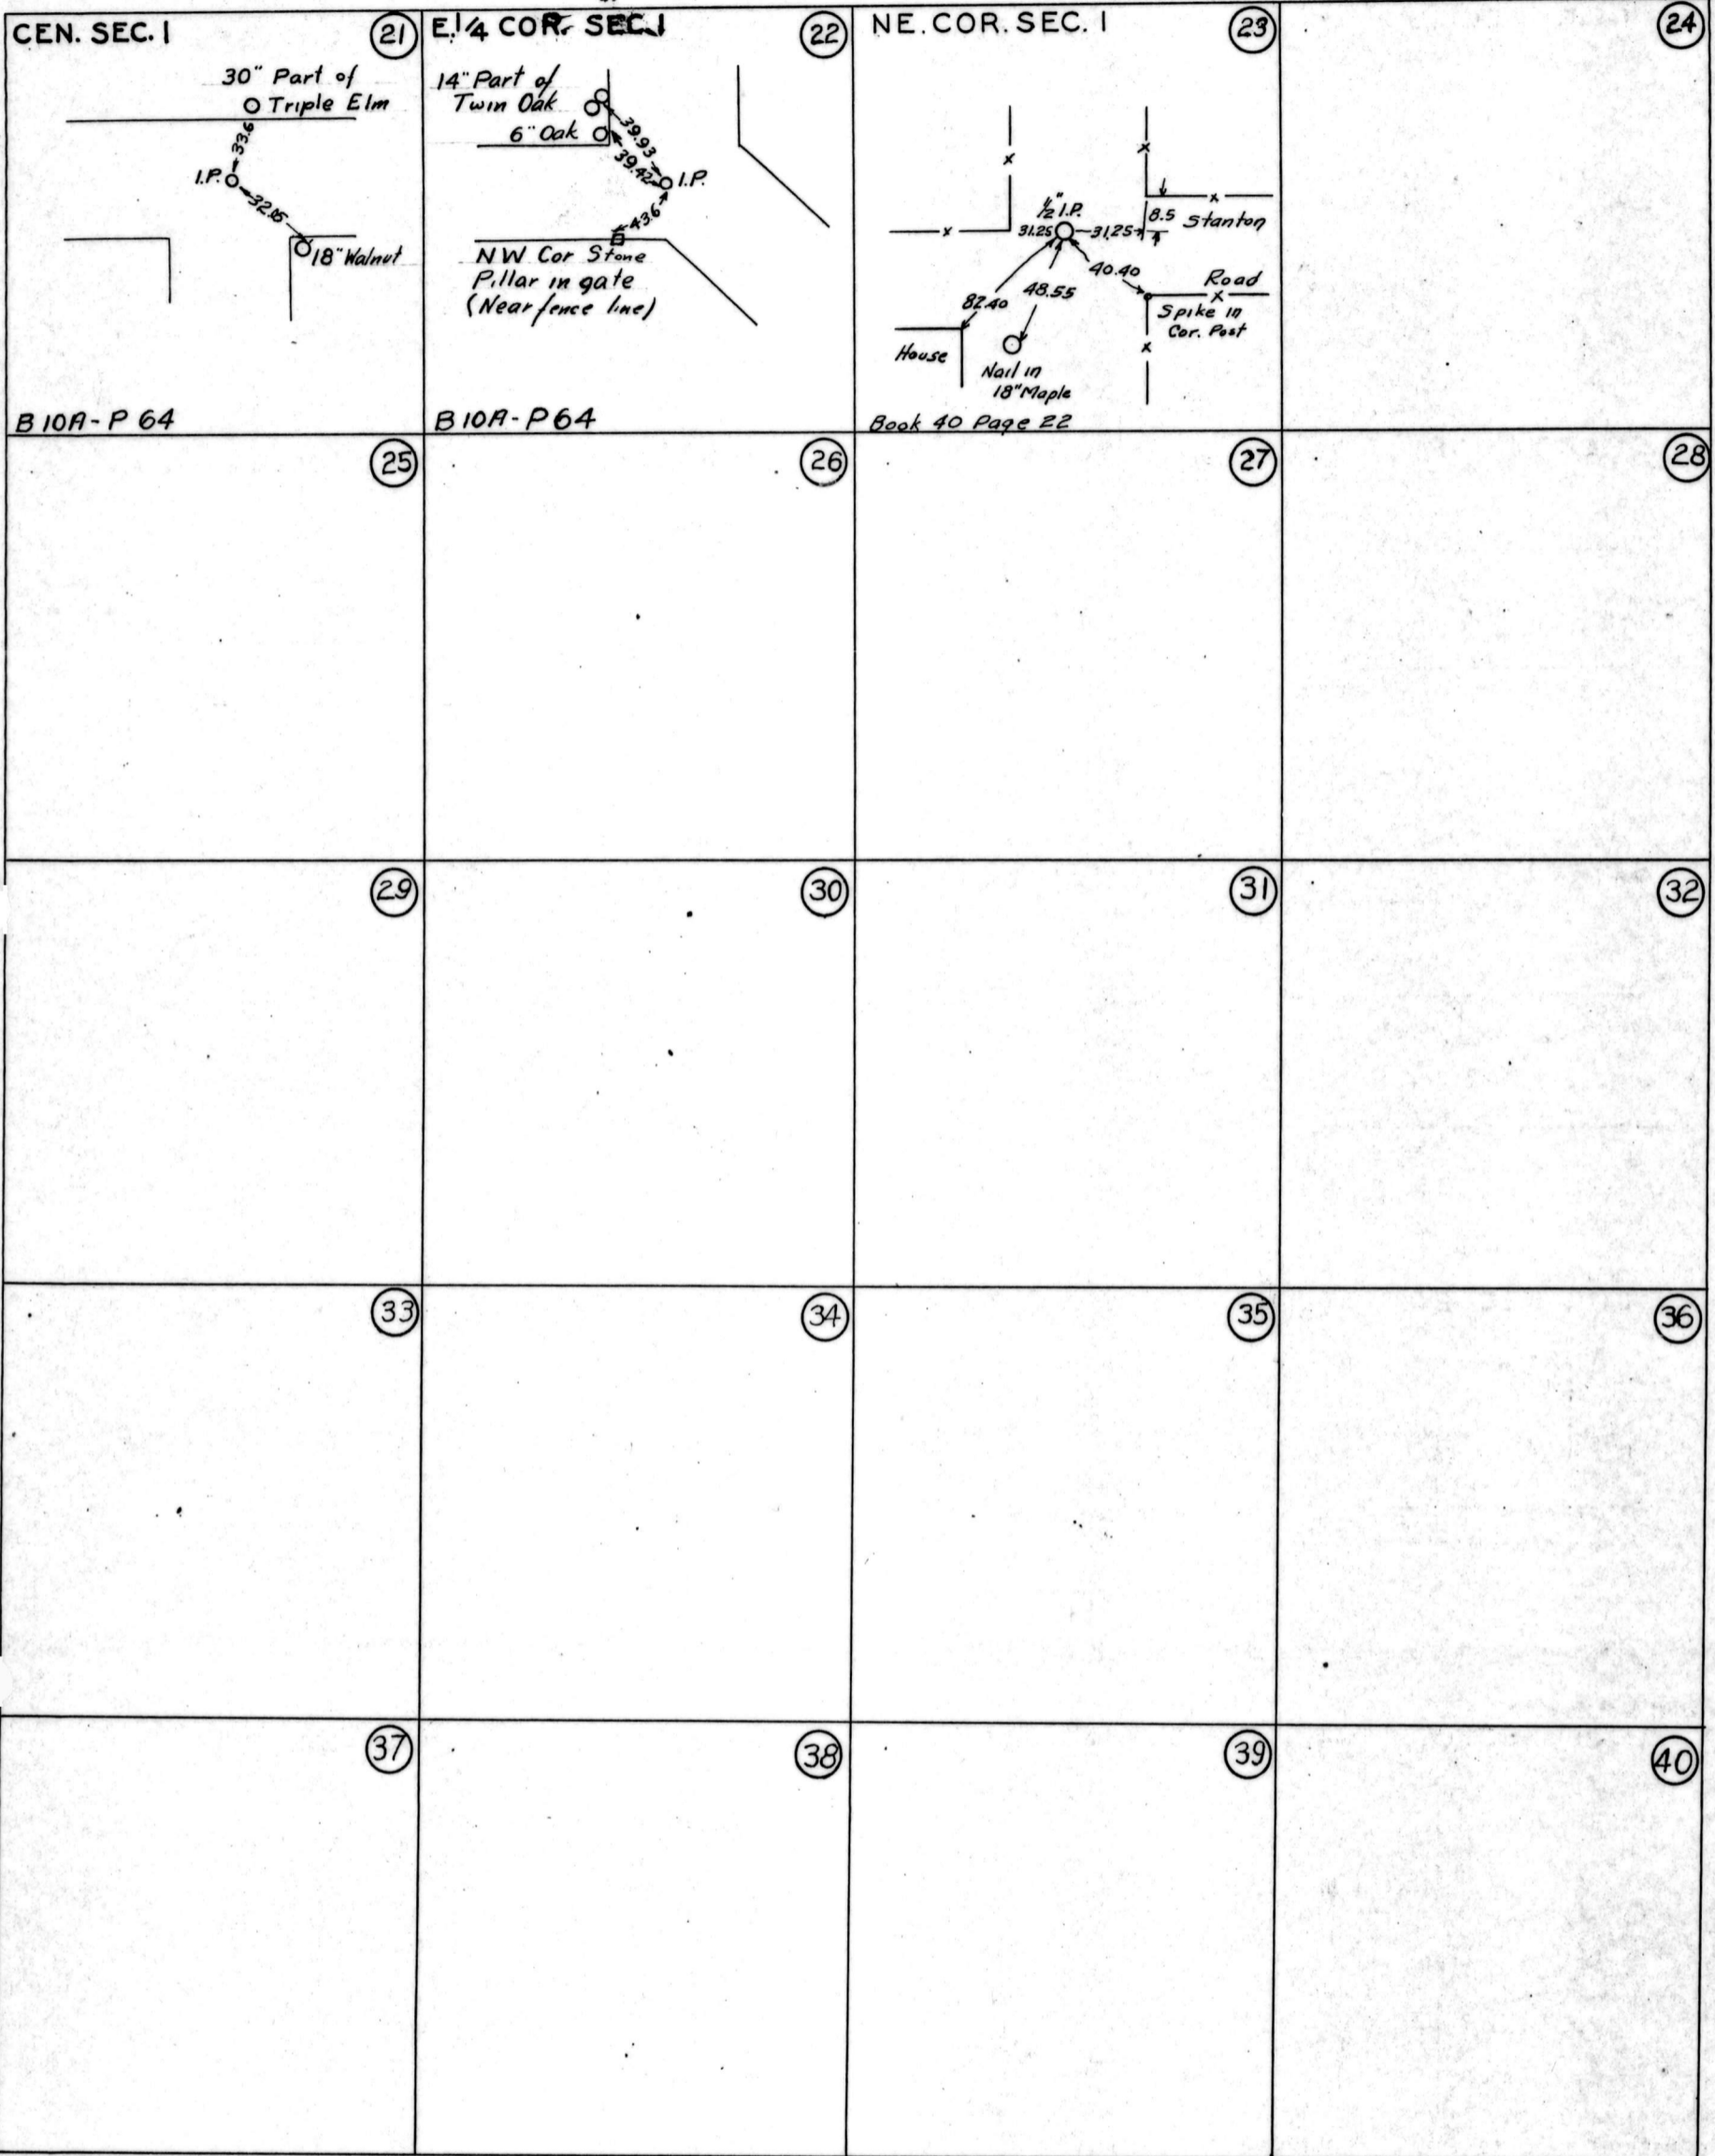 CEN. SEC. 1
21
30" Part of
Triple Elm
33.6
I.P.
32.85
18" Walnut
B10A - P 64
E.1/4 COR. SEC.1
22
14" Part of
Twin Oak
6" Oak
39.93
39.42
I.P.
43.6
NW Cor Stone
Pillar in gate
(Near fence line)
B10A - P64
NE. COR. SEC. 1
23
x
x
x
x
1/2" I.P.
31.25
31.25
8.5
Stanton
40.40
Road
x
82.40
48.55
Spike in
Cor. Post
x
House
Nail in
18" Maple
Book 40 Page 22
24
25
26
27
28
29
30
31
32
33
34
35
36
37
38
39
40